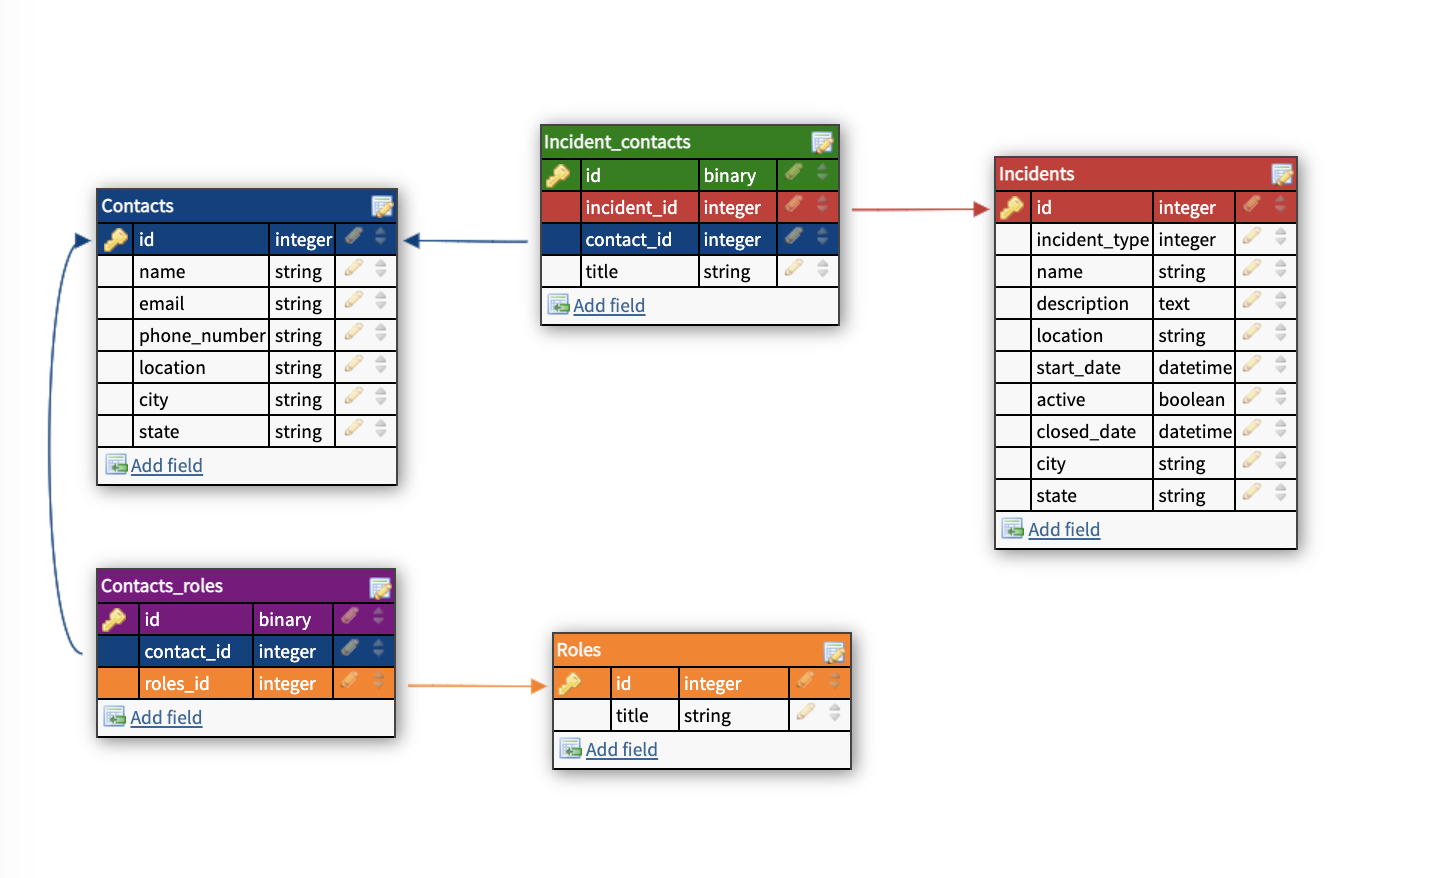 Contacts
id integer
name string
email string
phone_number string
location string
city string
state string
Add field
Incident_contacts
id binary
incident_id integer
contact_id integer
title string
Add field
Incidents
id integer
incident_type integer
name string
description text
location string
start_date datetime
active boolean
closed_date datetime
city string
state string
Add field
Contacts_roles
id binary
contact_id integer
roles_id integer
Add field
Roles
id integer
title string
Add field